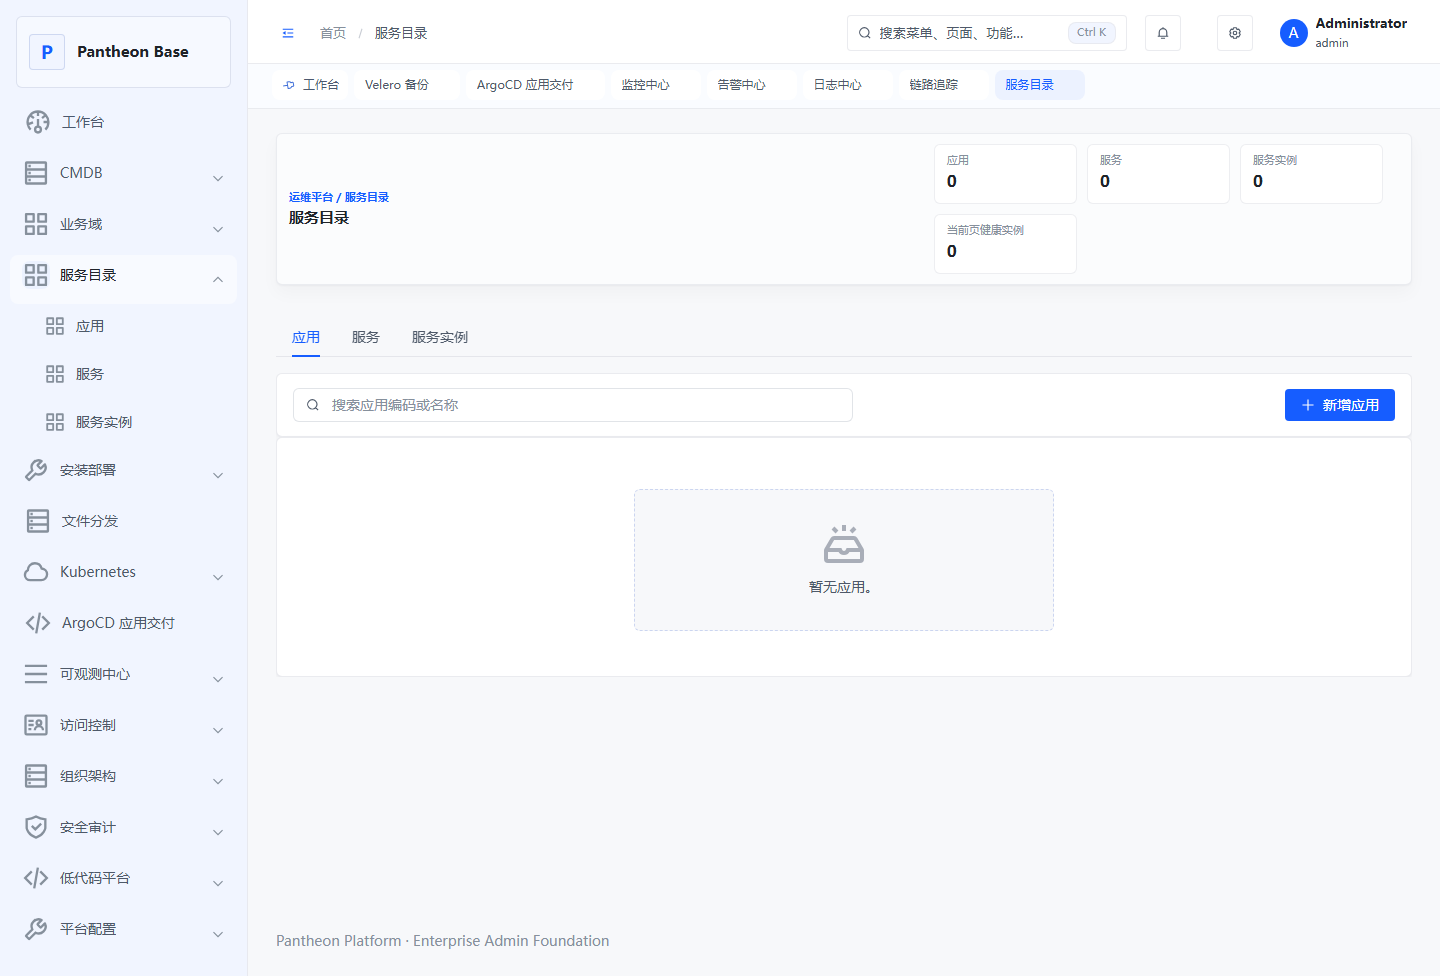 P
Pantheon Base
工作台
CMDB
业务域
服务目录
应用
服务
服务实例
安装部署
文件分发
Kubernetes
ArgoCD 应用交付
可观测中心
访问控制
组织架构
安全审计
低代码平台
平台配置
首页 / 服务目录
搜索菜单、页面、功能...
Ctrl K
A
Administrator
admin
工作台
Velero 备份
ArgoCD 应用交付
监控中心
告警中心
日志中心
链路追踪
服务目录
运维平台 / 服务目录
服务目录
应用
0
服务
0
服务实例
0
当前页健康实例
0
应用
服务
服务实例
搜索应用编码或名称
新增应用
暂无应用。
Pantheon Platform · Enterprise Admin Foundation